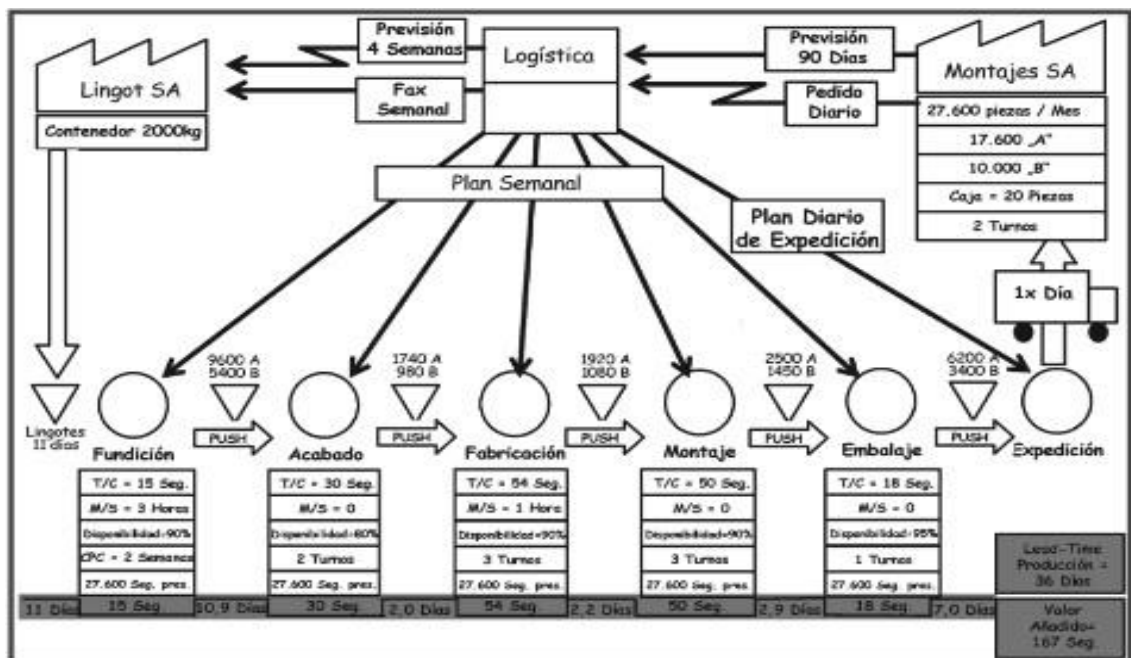 Previsión
4 Semanas
Logística
Previsión
90 Días
Lingot SA
Montajes SA
Fax
Semanal
Pedido
Diario
Contenedor 2000kg
27.600 piezas / Mes
17.600 „A“
10.000 „B“
Caja = 20 Piezas
2 Turnos
Plan Semanal
Plan Diario
de Expedición
1x Día
9600 A
5400 B
1740 A
980 B
1920 A
1080 B
2500 A
1450 B
6200 A
3400 B
Lingotes
11 días
PUSH
PUSH
PUSH
PUSH
PUSH
Fundición
Acabado
Fabricación
Montaje
Embalaje
Expedición
T/C = 15 Seg.
M/S = 3 Horas
Disponibilidad=90%
CPC = 2 Semanas
27.600 Seg. pres.
T/C = 30 Seg.
M/S = 0
Disponibilidad=80%
2 Turnos
27.600 Seg. pres.
T/C = 54 Seg.
M/S = 1 Hora
Disponibilidad=90%
3 Turnos
27.600 Seg. pres.
T/C = 50 Seg.
M/S = 0
Disponibilidad=90%
3 Turnos
27.600 Seg. pres.
T/C = 18 Seg.
M/S = 0
Disponibilidad=95%
1 Turno
27.600 Seg. pres.
11 Días
15 Seg.
10,9 Días
30 Seg.
2,0 Días
54 Seg.
2,2 Días
50 Seg.
2,9 Días
18 Seg.
7,0 Días
Lead-Time
Producción =
36 Días
Valor
Añadido=
167 Seg.